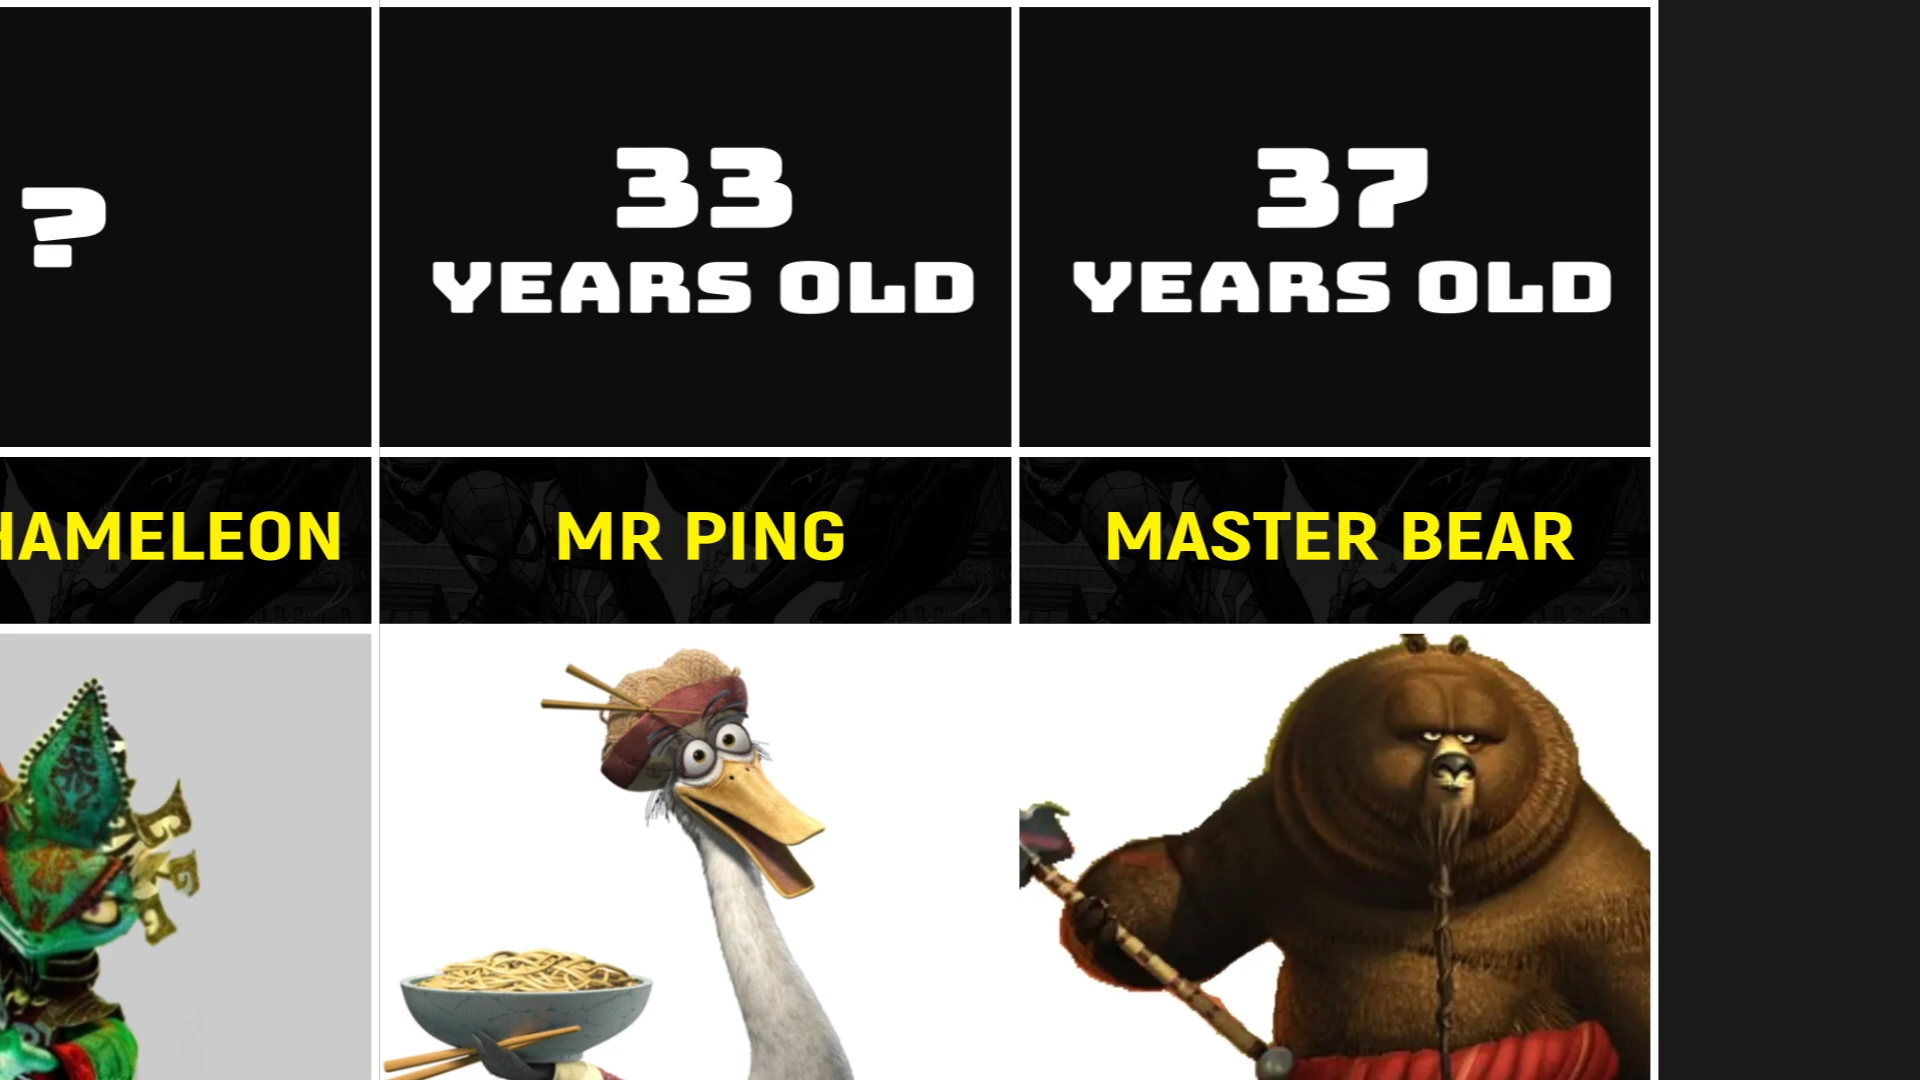 ?
33
YEARS OLD
37
YEARS OLD
HAMELEON
MR PING
MASTER BEAR